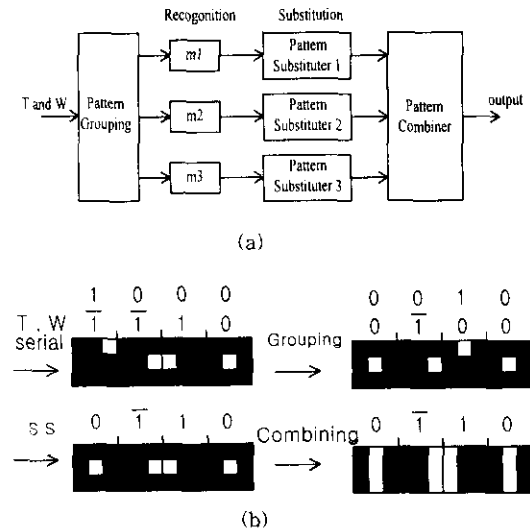 Recogonition Substitution
m1 Pattern Substituter 1
T and W Pattern Grouping m2 Pattern Substituter 2 Pattern Combiner output
m3 Pattern Substituter 3
(a)
1 0 0 0
1̅ 1̅ 1 0
T . W serial
Grouping
0 0 1 0
0 1̅ 0 0
S S
0 1̅ 1 0
Combining
0 1̅ 1 0
(b)